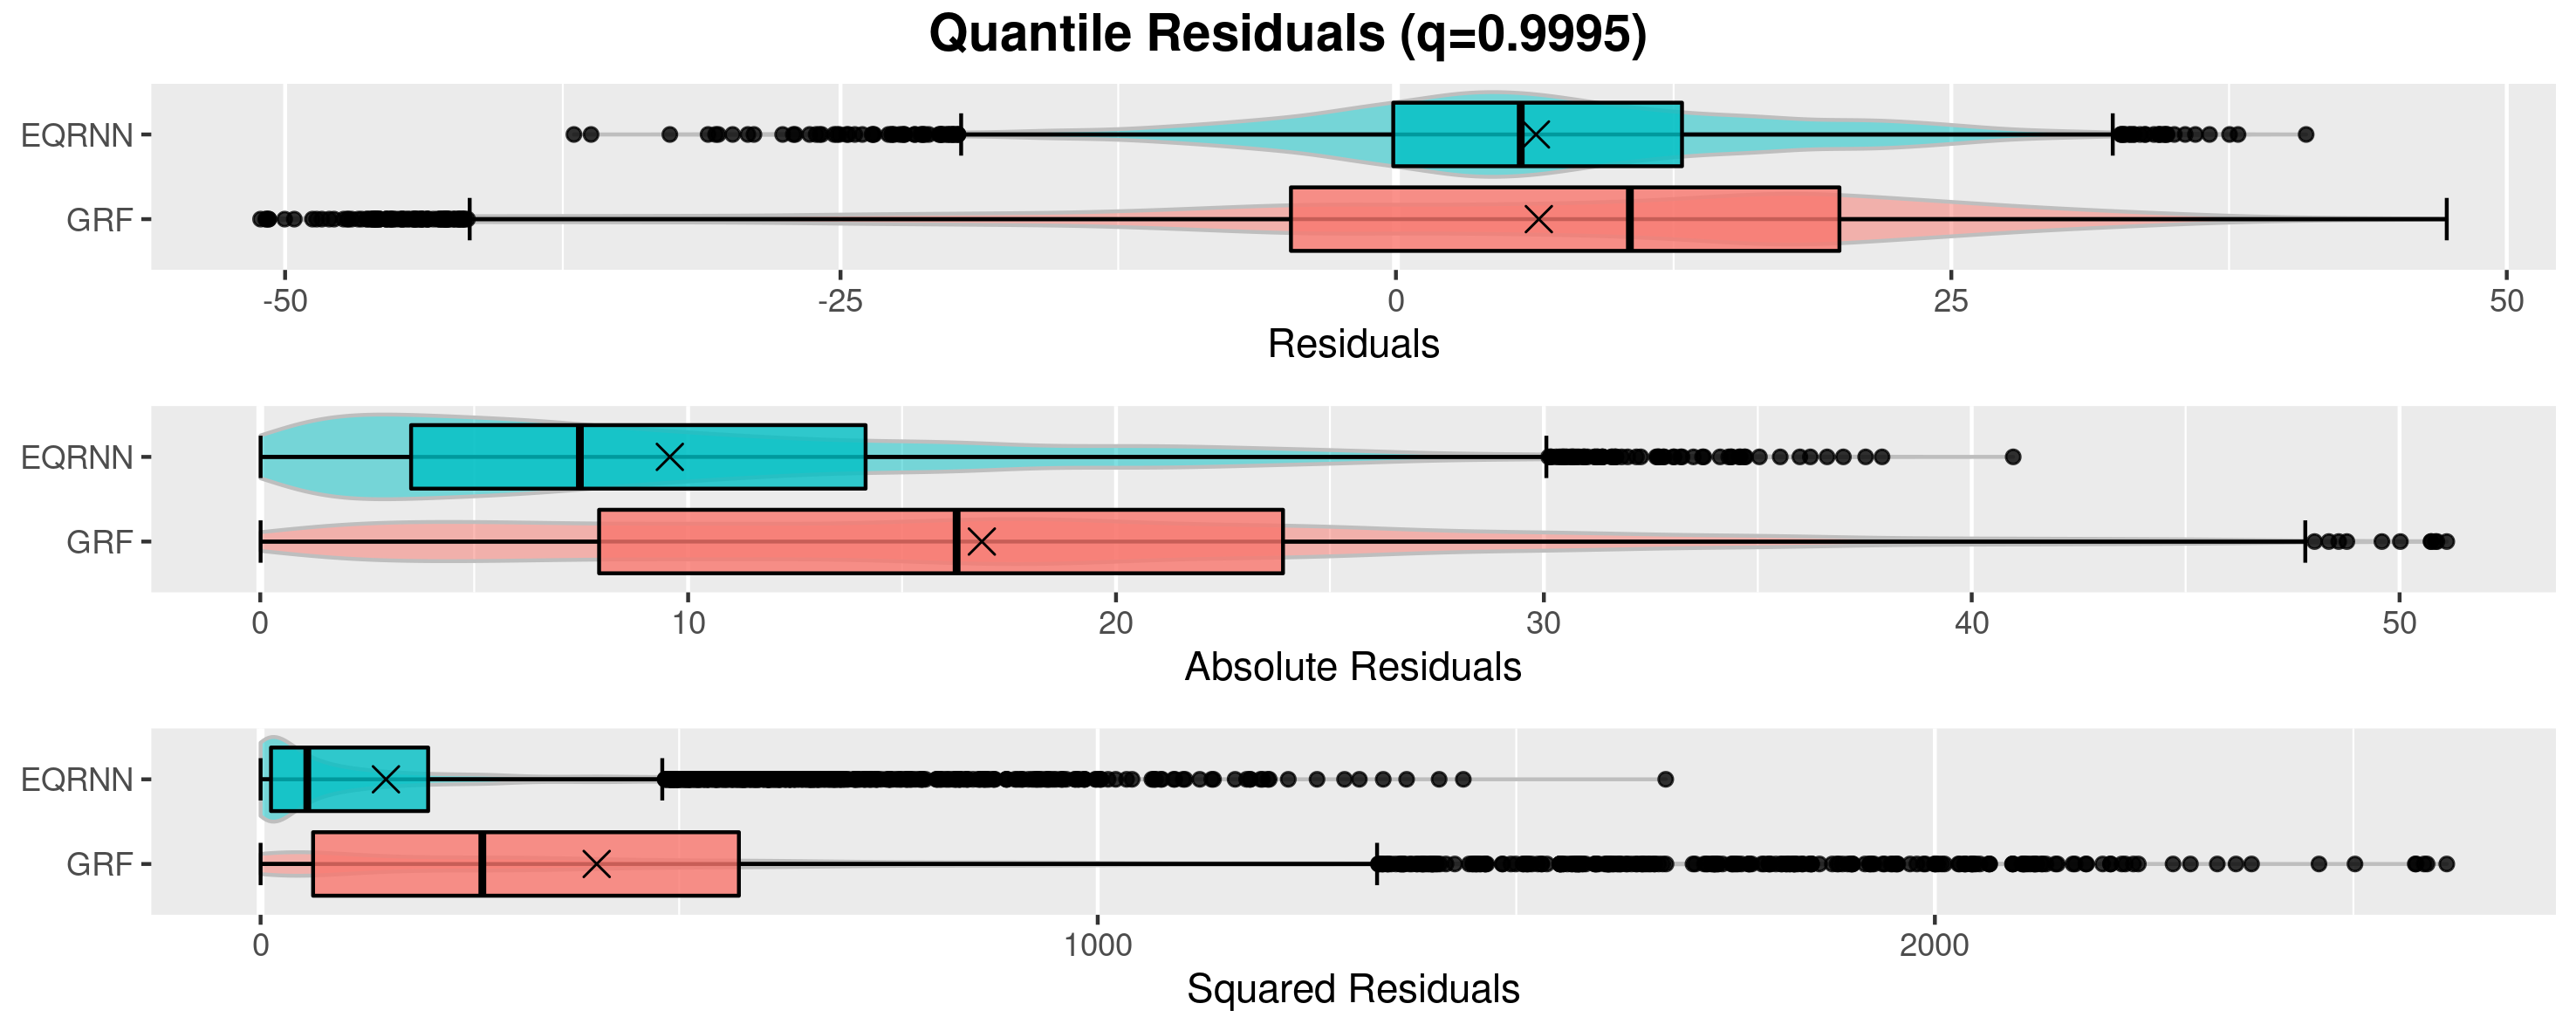 Quantile Residuals (q=0.9995)
EQRNN
GRF
-50 -25 0 25 50
Residuals
EQRNN
GRF
0 10 20 30 40 50
Absolute Residuals
EQRNN
GRF
0 1000 2000
Squared Residuals